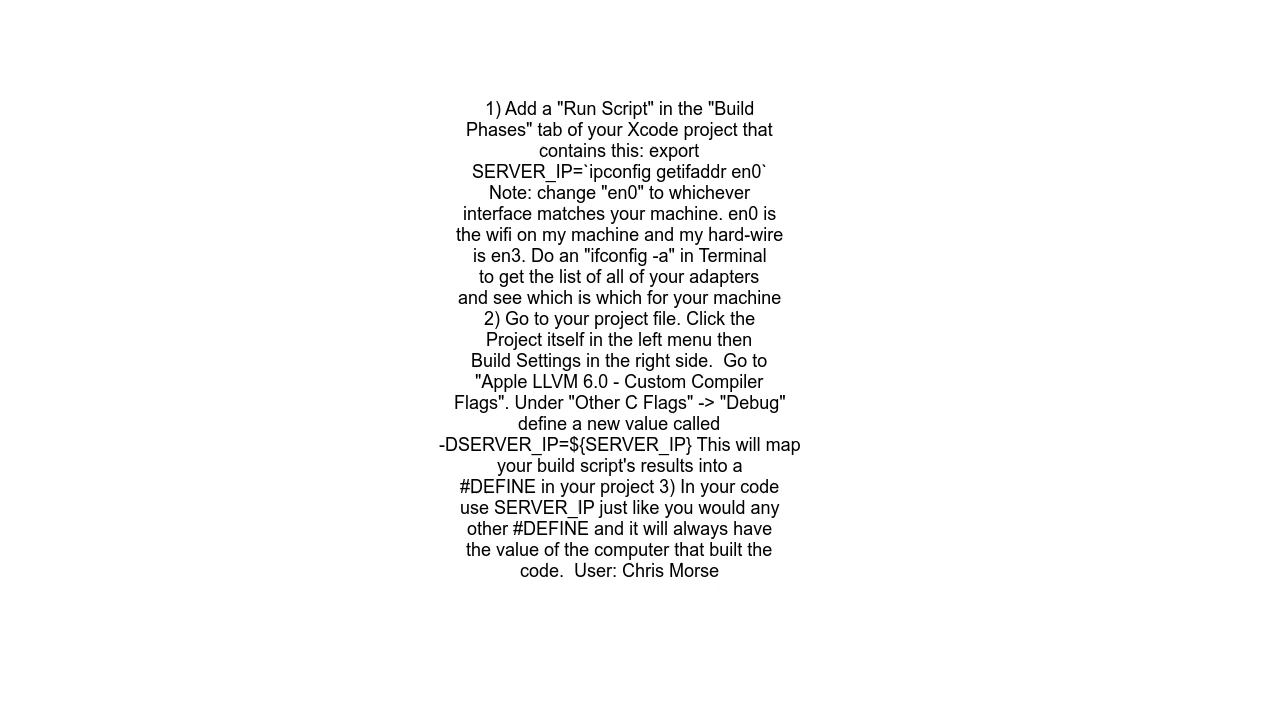 1) Add a "Run Script" in the "Build
Phases" tab of your Xcode project that
contains this: export
SERVER_IP=`ipconfig getifaddr en0`
Note: change "en0" to whichever
interface matches your machine. en0 is
the wifi on my machine and my hard-wire
is en3. Do an "ifconfig -a" in Terminal
to get the list of all of your adapters
and see which is which for your machine
2) Go to your project file. Click the
Project itself in the left menu then
Build Settings in the right side.  Go to
"Apple LLVM 6.0 - Custom Compiler
Flags". Under "Other C Flags" -> "Debug"
define a new value called
-DSERVER_IP=${SERVER_IP} This will map
your build script's results into a
#DEFINE in your project 3) In your code
use SERVER_IP just like you would any
other #DEFINE and it will always have
the value of the computer that built the
code.  User: Chris Morse